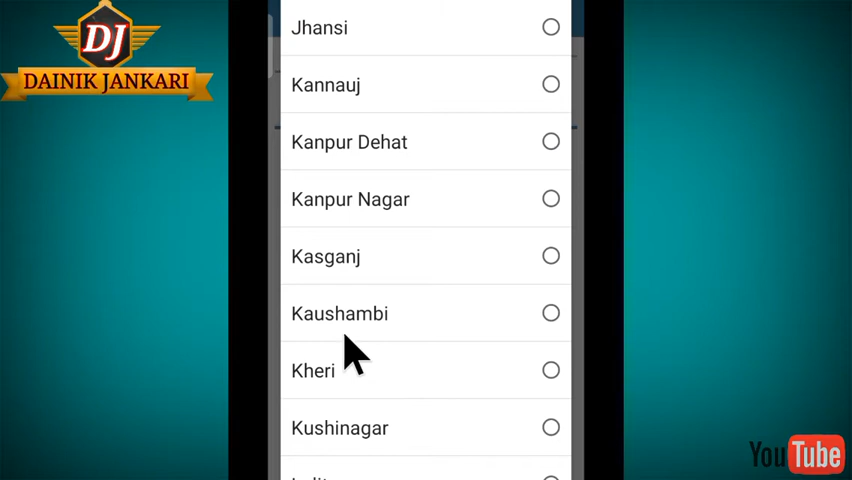 DJ
DAINIK JANKARI
Jhansi
Kannauj
Kanpur Dehat
Kanpur Nagar
Kasganj
Kaushambi
Kheri
Kushinagar
YouTube